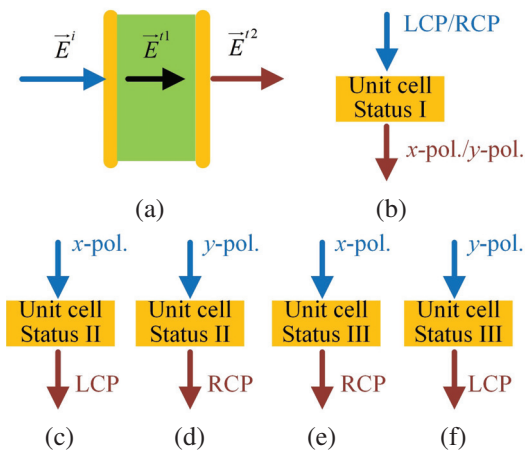 E⃗ⁱ E⃗ᵗ¹ E⃗ᵗ²
(a)
LCP/RCP
Unit cell
Status I
x-pol./y-pol.
(b)
x-pol. y-pol. x-pol. y-pol.
Unit cell Unit cell Unit cell Unit cell
Status II Status II Status III Status III
LCP RCP RCP LCP
(c) (d) (e) (f)